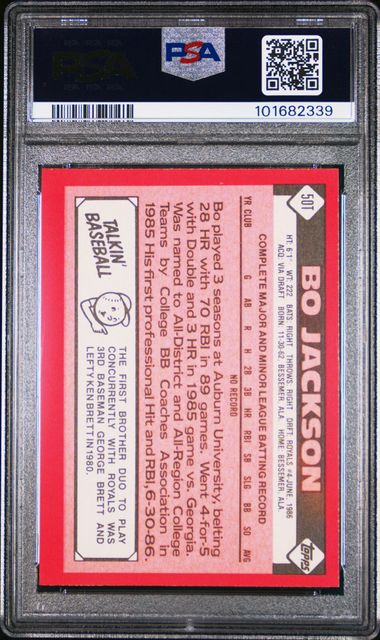 PSA
PSA
101682339
50T
BO JACKSON
HT: 6'1" WT: 222 BATS: RIGHT THROWS: RIGHT DRFT: ROYALS #4-JUNE, 1986
ACQ: VIA DRAFT BORN: 11-30-62 BESSEMER, ALA. HOME: BESSEMER, ALA.
topps
COMPLETE MAJOR AND MINOR LEAGUE BATTING RECORD
YR CLUB G AB R H 2B 3B HR RBI SB SLG BB SO AVG
NO RECORD
Bo played 3 seasons at Auburn University, belting
28 HR with 70 RBI in 89 games. Went 4-for-5
with Double and 3 HR in 1985 game vs. Georgia.
Was named to All-District and All-Region College
Teams by College BB Coaches Association in
1985. His first professional Hit and RBI, 6-30-86.
TALKIN'
BASEBALL
THE FIRST BROTHER DUO TO PLAY
CONCURRENTLY WITH ROYALS WAS
3RD BASEMAN GEORGE BRETT AND
LEFTY KEN BRETT IN 1980.